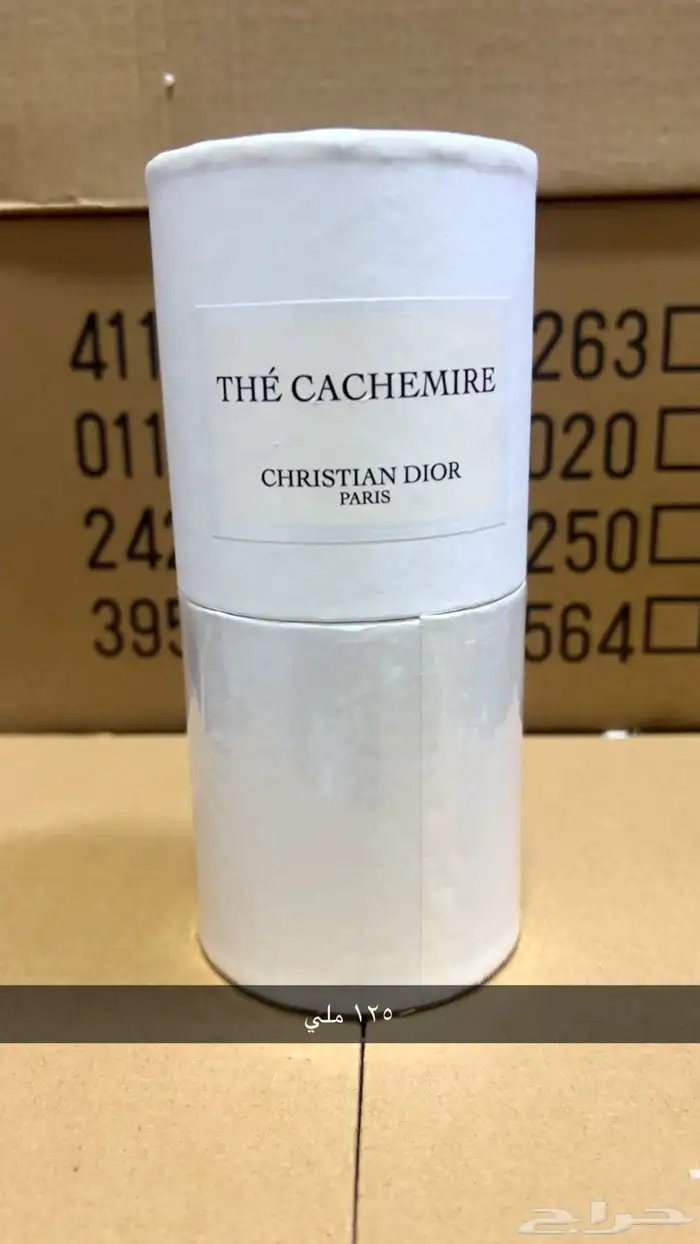 411 263
011 020
242 250
395 564
THÉ CACHEMIRE
CHRISTIAN DIOR
PARIS
١٢٥ ملي
حراج